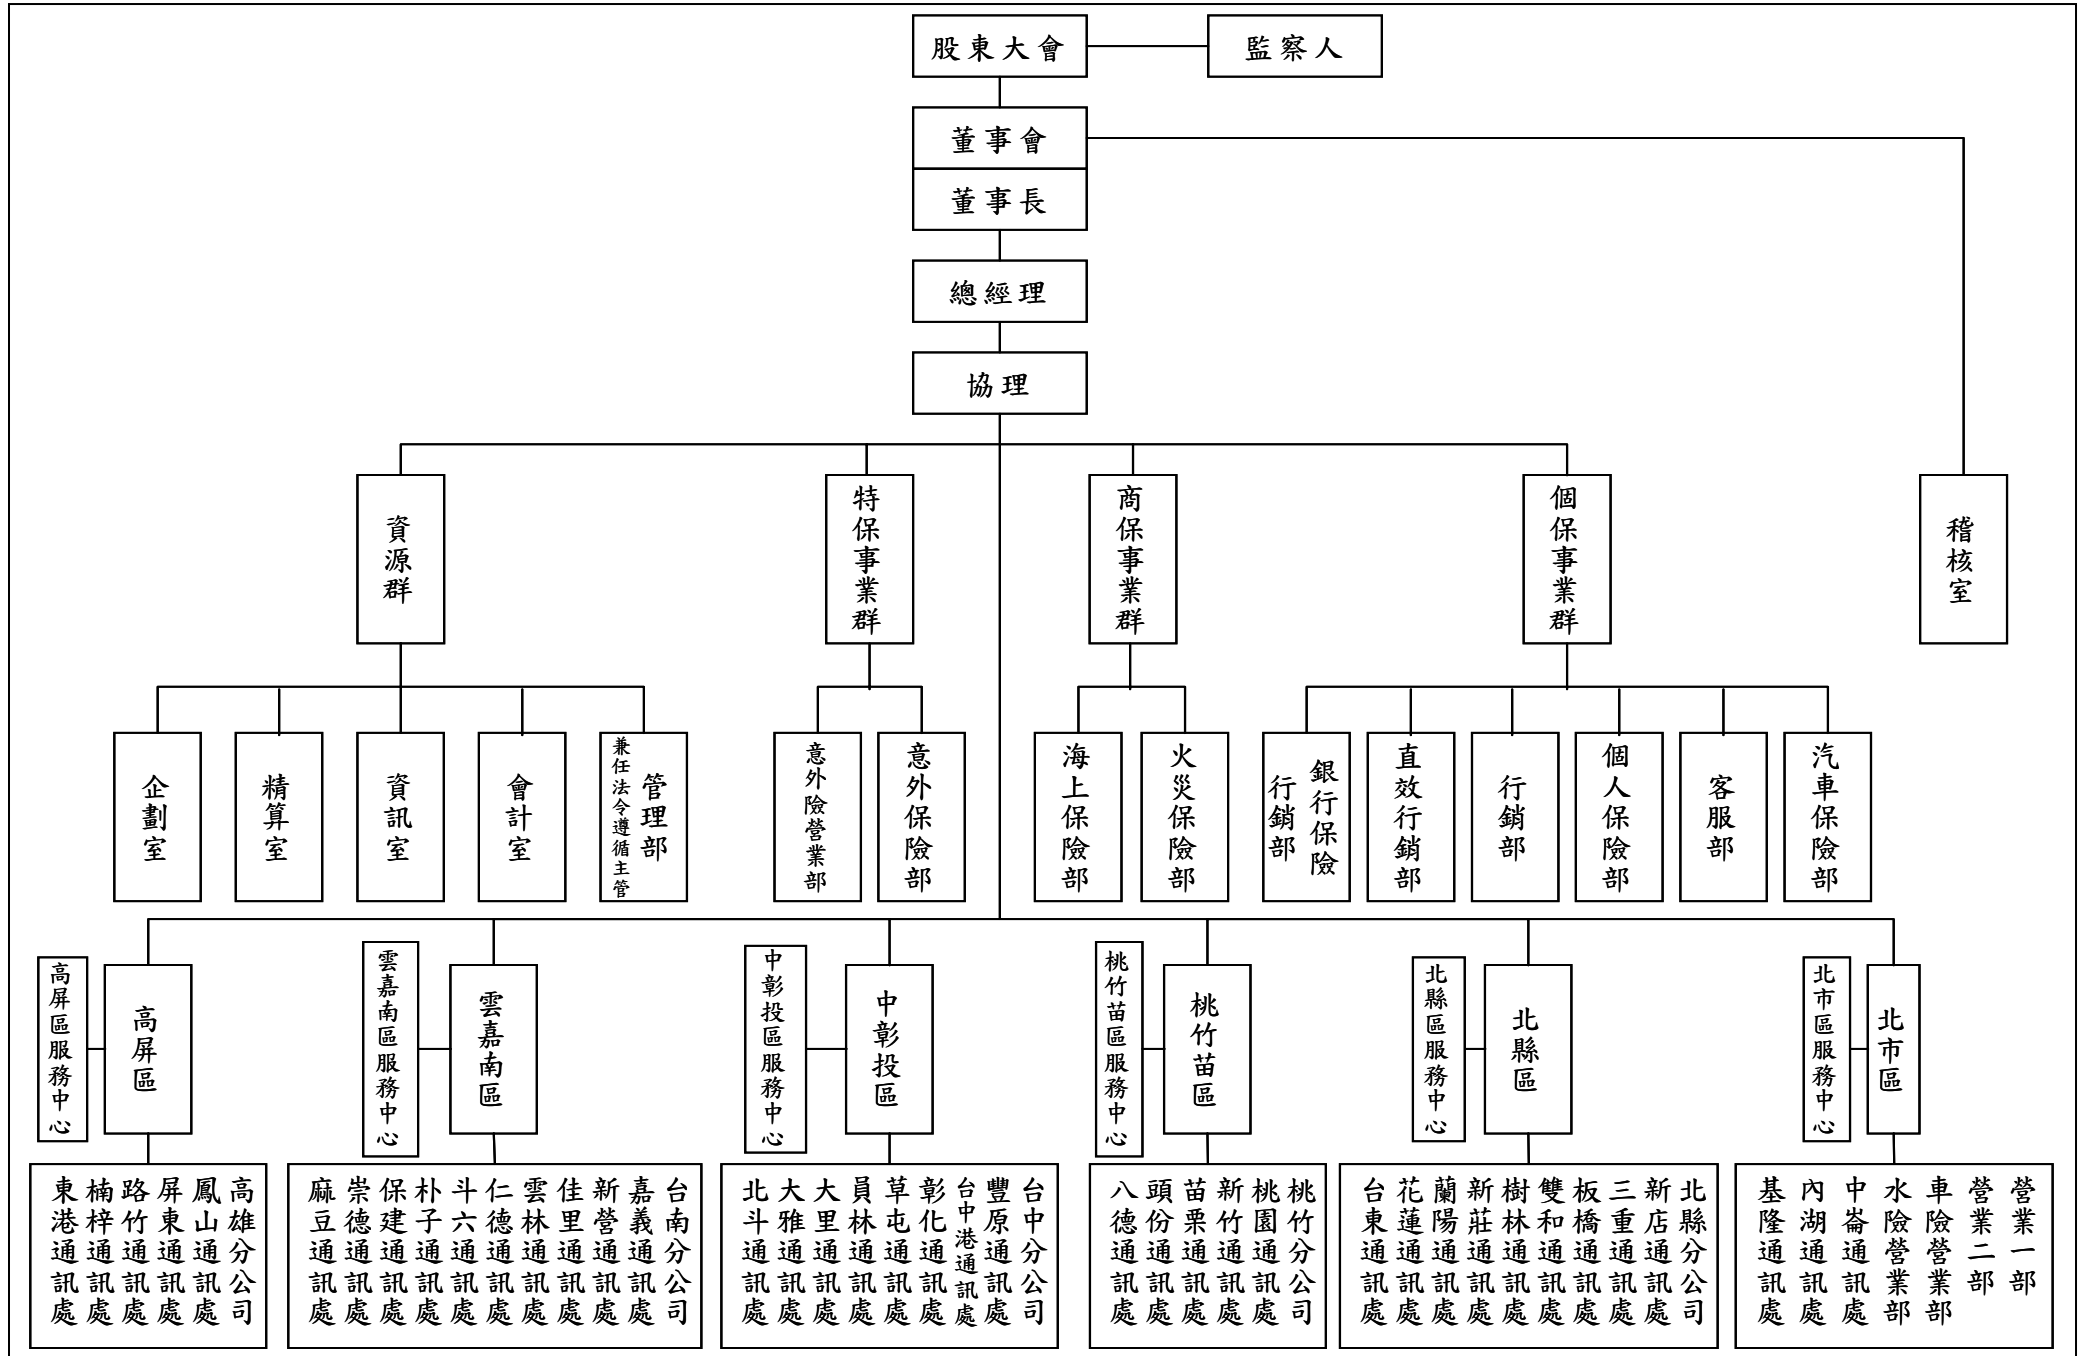 股東大會
監察人
董事會
董事長
總經理
協理
資源群
特保事業群
商保事業群
個保事業群
稽核室
企劃室
精算室
資訊室
會計室
管理部
兼任法令遵循主管
意外險營業部
意外保險部
海上保險部
火災保險部
銀行保險
行銷部
直效行銷部
行銷部
個人保險部
客服部
汽車保險部
高屏區服務中心
高屏區
雲嘉南區服務中心
雲嘉南區
中彰投區服務中心
中彰投區
桃竹苗區服務中心
桃竹苗區
北縣區服務中心
北縣區
北市區服務中心
北市區
高雄分公司
鳳山通訊處
屏東通訊處
路竹通訊處
楠梓通訊處
東港通訊處
台南分公司
嘉義通訊處
新營通訊處
佳里通訊處
雲林通訊處
仁德通訊處
斗六通訊處
朴子通訊處
保建通訊處
崇德通訊處
麻豆通訊處
台中分公司
豐原通訊處
台中港通訊處
彰化通訊處
草屯通訊處
員林通訊處
大里通訊處
大雅通訊處
北斗通訊處
桃竹分公司
桃園通訊處
新竹通訊處
苗栗通訊處
頭份通訊處
八德通訊處
北縣分公司
新店通訊處
三重通訊處
板橋通訊處
雙和通訊處
樹林通訊處
新莊通訊處
蘭陽通訊處
花蓮通訊處
台東通訊處
營業一部
營業二部
車險營業部
水險營業部
中崙通訊處
內湖通訊處
基隆通訊處